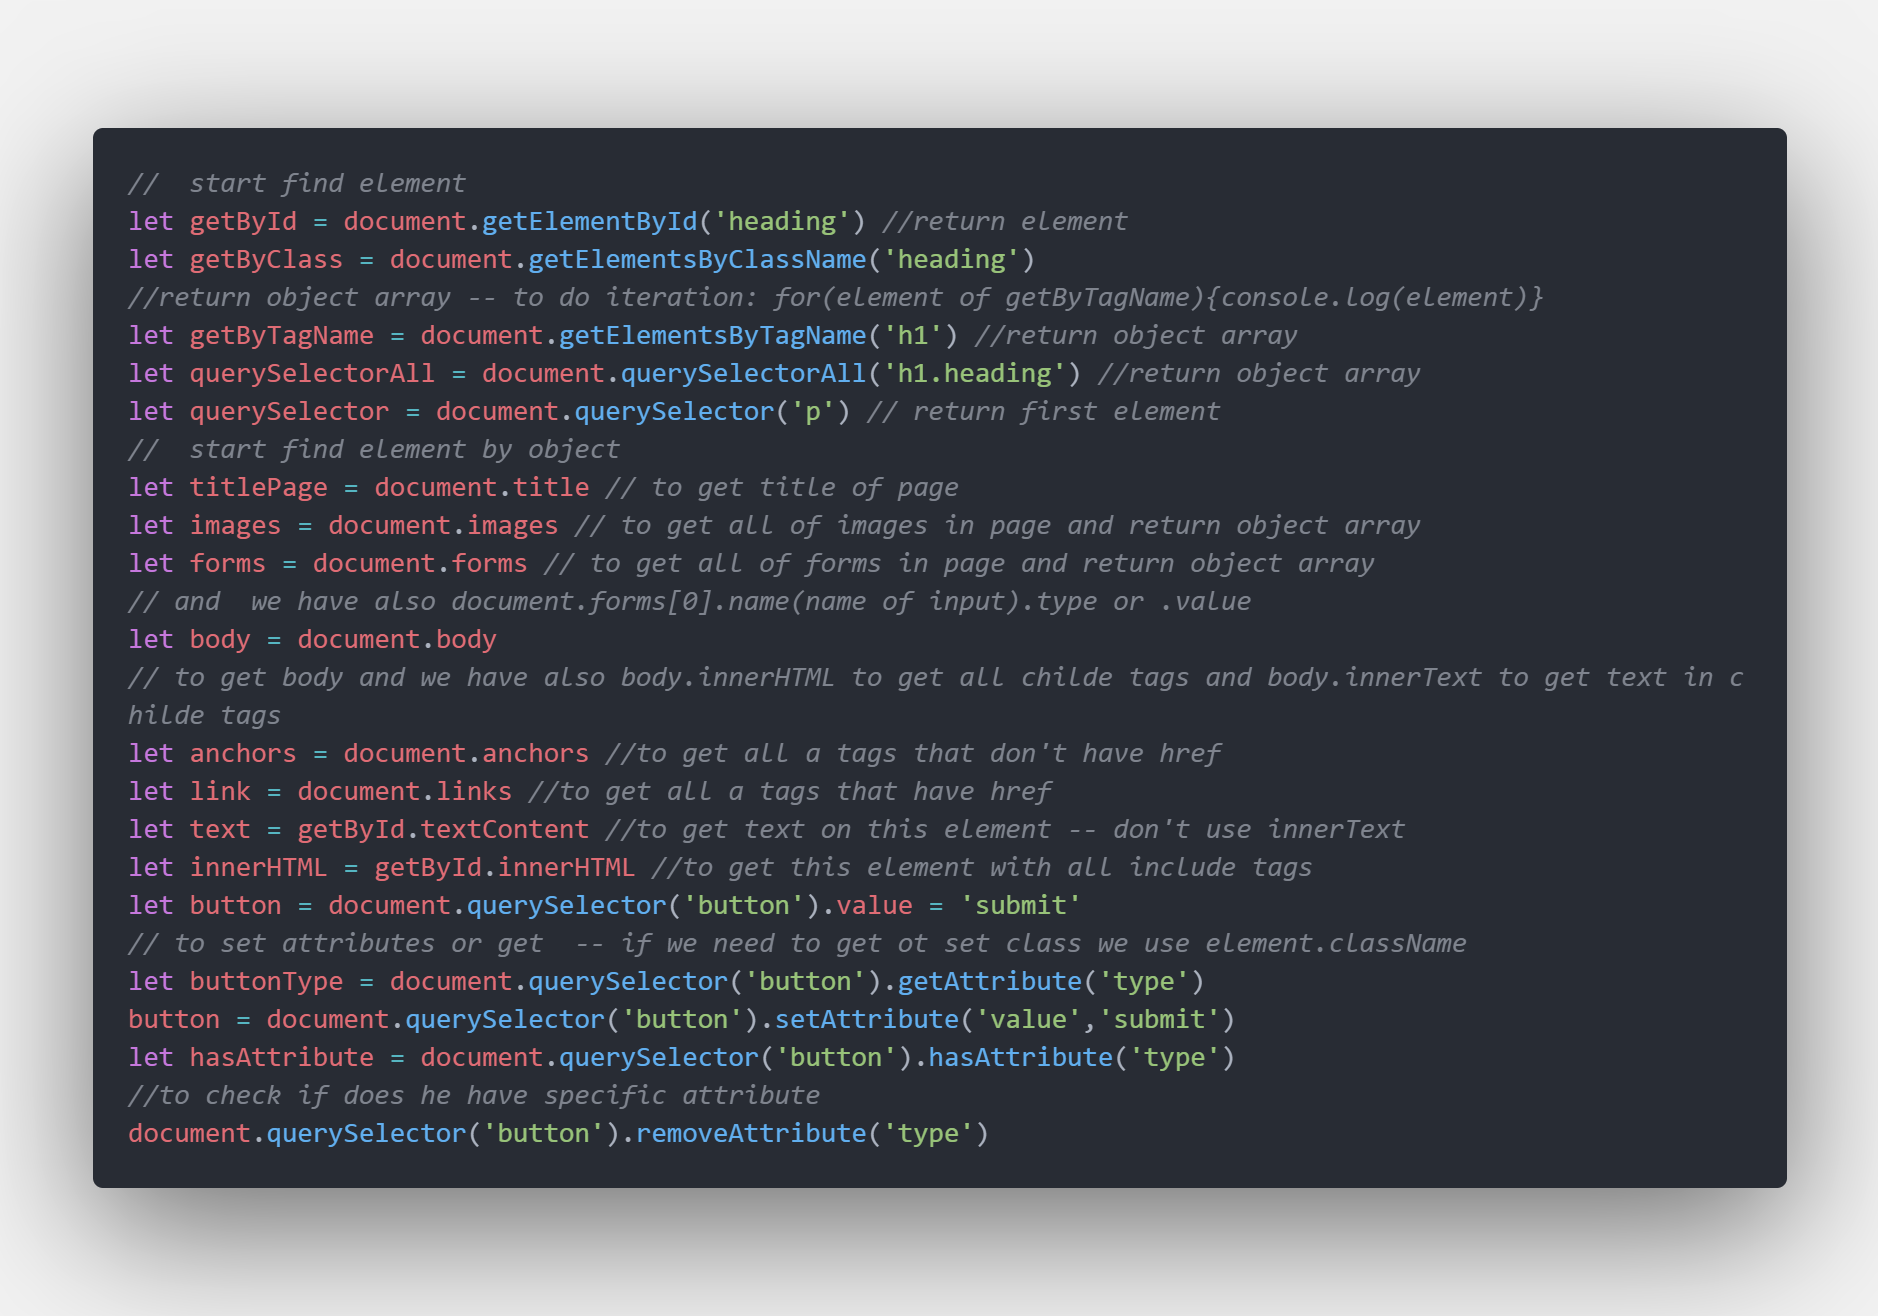 //  start find element
let getById = document.getElementById('heading') //return element
let getByClass = document.getElementsByClassName('heading')
//return object array -- to do iteration: for(element of getByTagName){console.log(element)}
let getByTagName = document.getElementsByTagName('h1') //return object array
let querySelectorAll = document.querySelectorAll('h1.heading') //return object array
let querySelector = document.querySelector('p') // return first element
//  start find element by object
let titlePage = document.title // to get title of page
let images = document.images // to get all of images in page and return object array
let forms = document.forms // to get all of forms in page and return object array
// and  we have also document.forms[0].name(name of input).type or .value
let body = document.body
// to get body and we have also body.innerHTML to get all childe tags and body.innerText to get text in c
hilde tags
let anchors = document.anchors //to get all a tags that don't have href
let link = document.links //to get all a tags that have href
let text = getById.textContent //to get text on this element -- don't use innerText
let innerHTML = getById.innerHTML //to get this element with all include tags
let button = document.querySelector('button').value = 'submit'
// to set attributes or get  -- if we need to get ot set class we use element.className
let buttonType = document.querySelector('button').getAttribute('type')
button = document.querySelector('button').setAttribute('value','submit')
let hasAttribute = document.querySelector('button').hasAttribute('type')
//to check if does he have specific attribute
document.querySelector('button').removeAttribute('type')